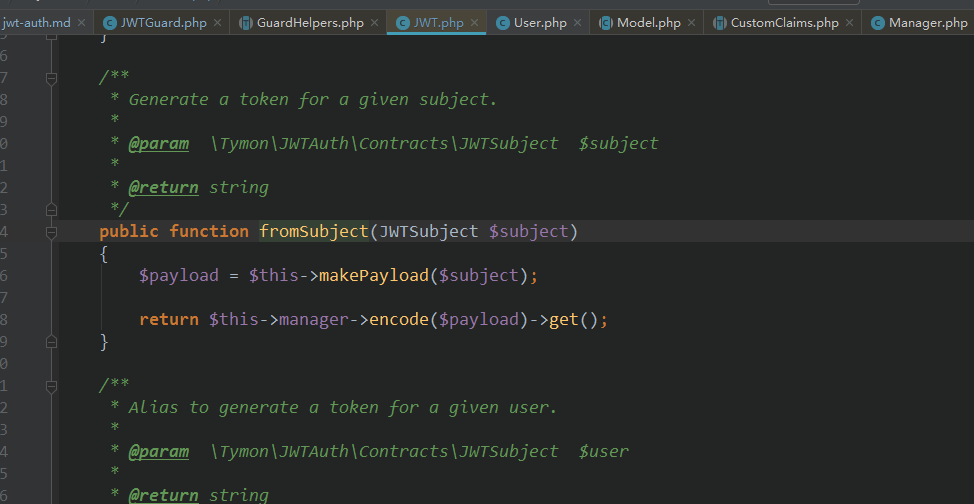 jwt-auth.md × JWTGuard.php × GuardHelpers.php × JWT.php × User.php × Model.php × CustomClaims.php × Manager.php
5 }
6
7 /**
8 * Generate a token for a given subject.
9 *
0 * @param  \Tymon\JWTAuth\Contracts\JWTSubject  $subject
1 *
2 * @return string
3 */
4 public function fromSubject(JWTSubject $subject)
5 {
6 $payload = $this->makePayload($subject);
7
8 return $this->manager->encode($payload)->get();
9 }
0
1 /**
2 * Alias to generate a token for a given user.
3 *
4 * @param  \Tymon\JWTAuth\Contracts\JWTSubject  $user
5 *
6 * @return string